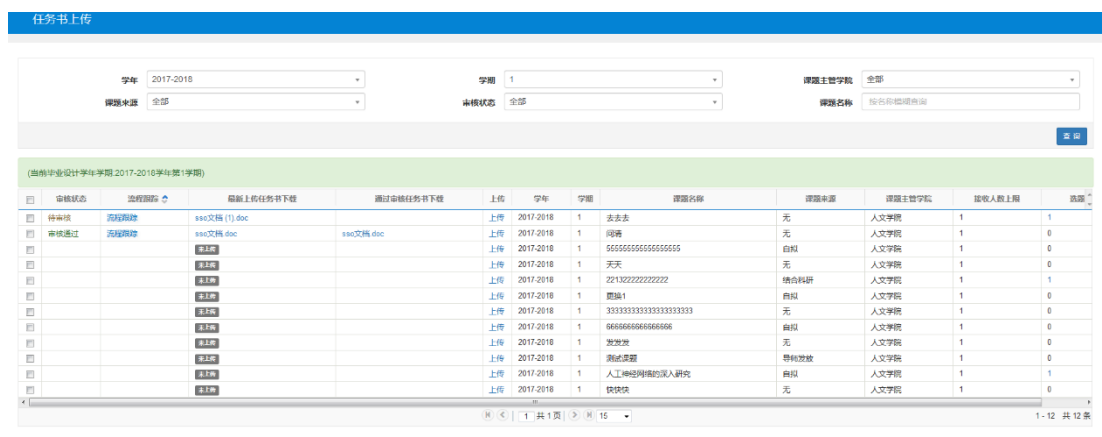 任务书上传
学年 2017-2018 学期 1 课题主管学院 全部
课题来源 全部 审核状态 全部 课题名称 按名称模糊查询
查 询
(当前毕业设计学年学期:2017-2018学年第1学期)
审核状态 流程跟踪 最新上传任务书下载 通过审核任务书下载 上传 学年 学期 课题名称 课题来源 课题主管学院 接收人数上限 选题
待审核 流程跟踪 sso文档 (1).doc 上传 2017-2018 1 去去去 无 人文学院 1 1
审核通过 流程跟踪 sso文档.doc sso文档.doc 上传 2017-2018 1 问请 无 人文学院 1 0
未上传 上传 2017-2018 1 555555555555555555 自拟 人文学院 1 0
未上传 上传 2017-2018 1 天天 无 人文学院 1 0
未上传 上传 2017-2018 1 221322222222222 结合科研 人文学院 1 1
未上传 上传 2017-2018 1 更换1 自拟 人文学院 1 0
未上传 上传 2017-2018 1 333333333333333333333 无 人文学院 1 0
未上传 上传 2017-2018 1 6666666666666666 自拟 人文学院 1 0
未上传 上传 2017-2018 1 发发发 无 人文学院 1 0
未上传 上传 2017-2018 1 测试课题 导师发放 人文学院 1 0
未上传 上传 2017-2018 1 人工神经网络的深入研究 自拟 人文学院 1 1
未上传 上传 2017-2018 1 快快快 无 人文学院 1 0
1 共 1 页 15 1 - 12 共 12 条